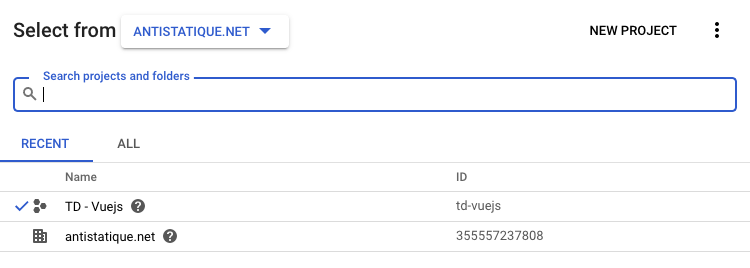 Select from ANTISTATIQUE.NET NEW PROJECT
Search projects and folders
RECENT ALL
Name ID
TD - Vuejs td-vuejs
antistatique.net 355557237808